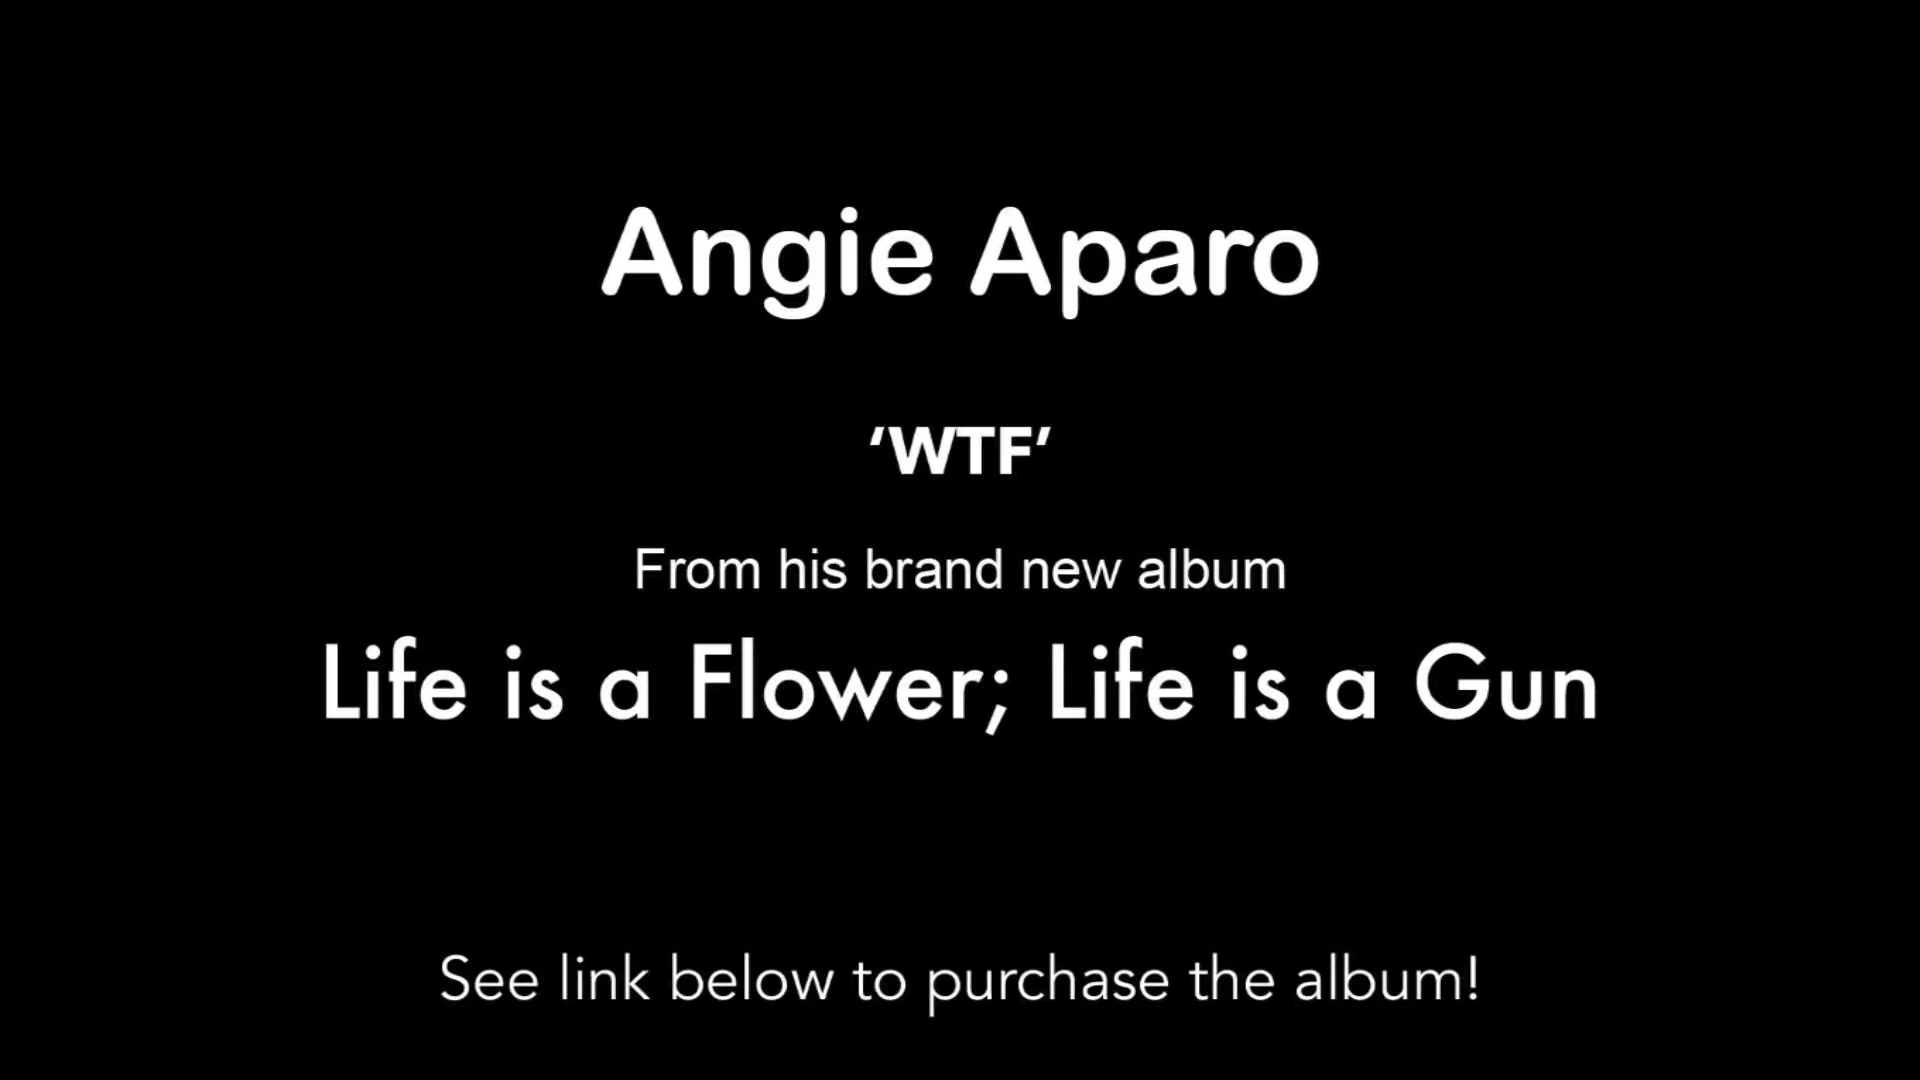 Angie Aparo
‘WTF’
From his brand new album
Life is a Flower; Life is a Gun
See link below to purchase the album!